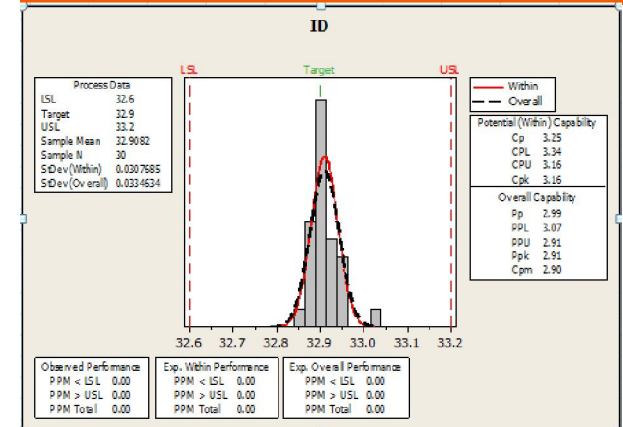 ID
LSL
Target
USL
Process Data
LSL 32.6
Target 32.9
USL 33.2
Sample Mean 32.9082
Sample N 30
StDev(Within) 0.0307685
StDev(Overall) 0.0334634
Within
Overall
Potential (Within) Capability
Cp 3.25
CPL 3.34
CPU 3.16
Cpk 3.16
Overall Capability
Pp 2.99
PPL 3.07
PPU 2.91
Ppk 2.91
Cpm 2.90
32.6 32.7 32.8 32.9 33.0 33.1 33.2
Observed Performance
PPM < LSL 0.00
PPM > USL 0.00
PPM Total 0.00
Exp. Within Performance
PPM < LSL 0.00
PPM > USL 0.00
PPM Total 0.00
Exp. Overall Performance
PPM < LSL 0.00
PPM > USL 0.00
PPM Total 0.00